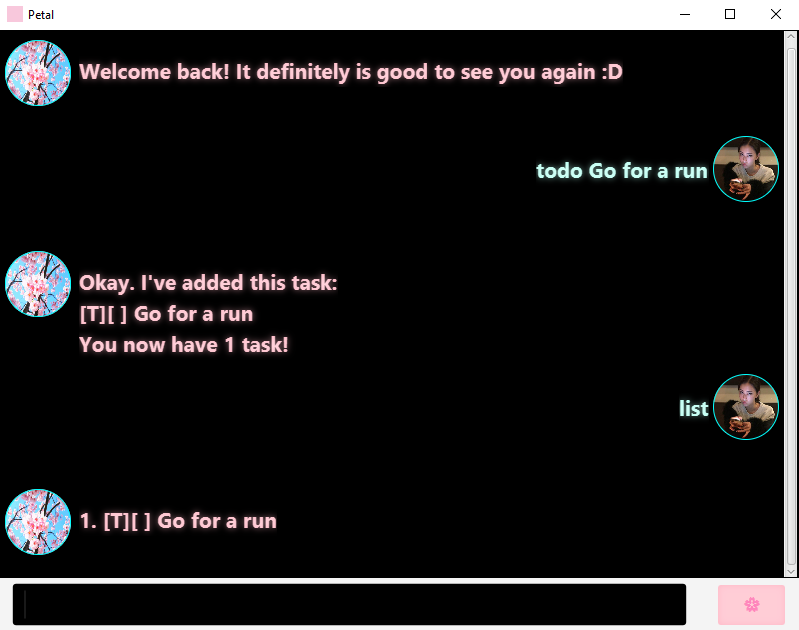 Petal
Welcome back! It definitely is good to see you again :D
todo Go for a run
Okay. I've added this task:
[T][ ] Go for a run
You now have 1 task!
list
1. [T][ ] Go for a run